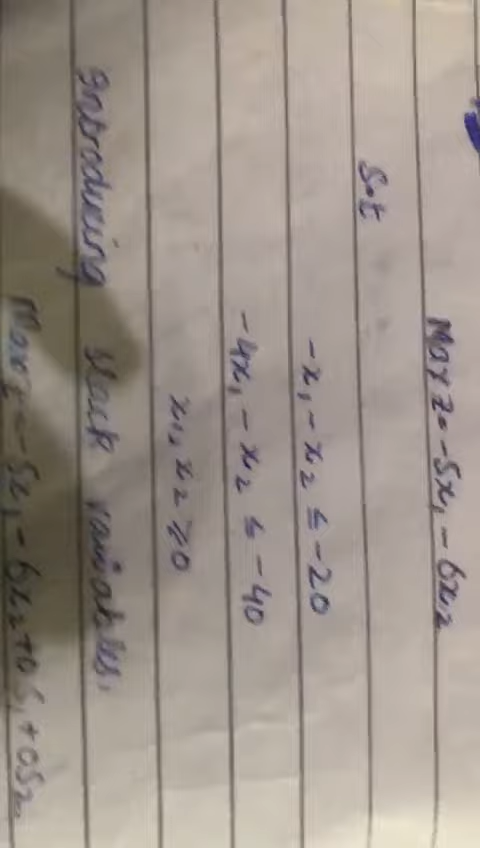 Max z = -5x₁ - 6x₂
S.t
-x₁ - x₂ ≤ -20
-4x₁ - x₂ ≤ -40
x₁, x₂ ≥ 0
Introducing slack variables,
Max z = -5x₁ - 6x₂ + 0S₁ + 0S₂